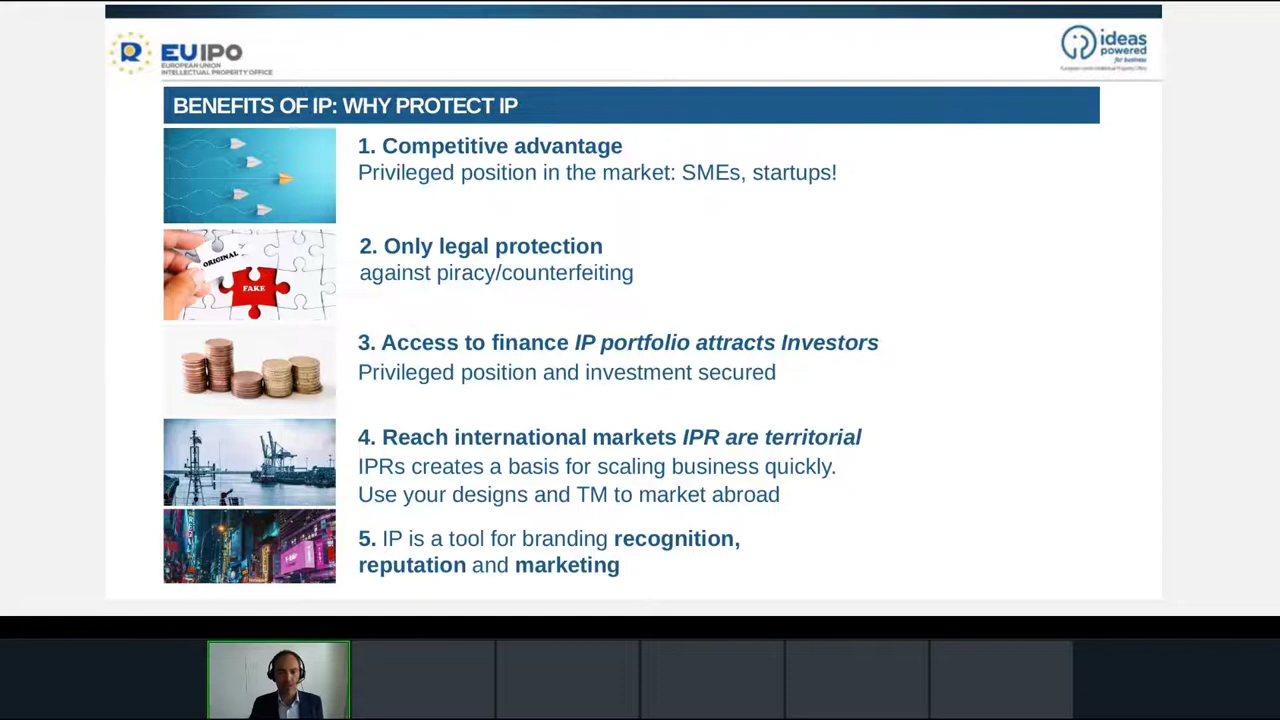 EUIPO
EUROPEAN UNION
INTELLECTUAL PROPERTY OFFICE
ideas
powered
for business
BENEFITS OF IP: WHY PROTECT IP
1. Competitive advantage
Privileged position in the market: SMEs, startups!
ORIGINAL
FAKE
2. Only legal protection
against piracy/counterfeiting
3. Access to finance IP portfolio attracts Investors
Privileged position and investment secured
4. Reach international markets IPR are territorial
IPRs creates a basis for scaling business quickly.
Use your designs and TM to market abroad
5. IP is a tool for branding recognition,
reputation and marketing